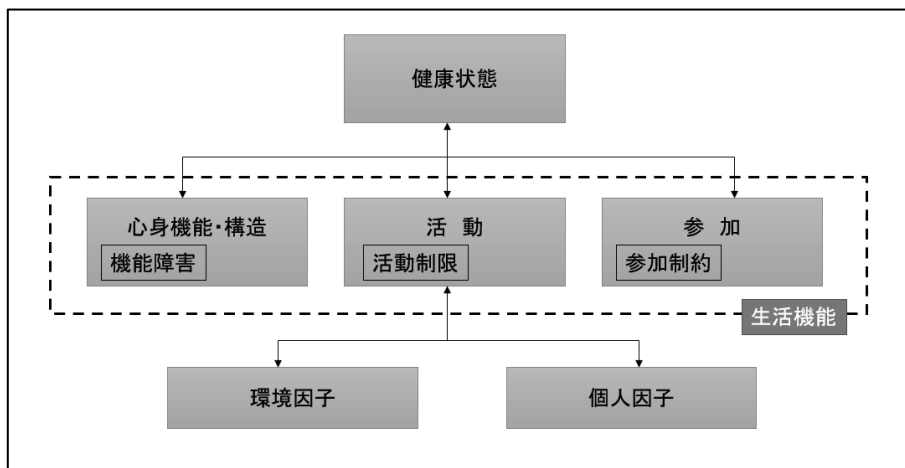 健康状態
心身機能・構造
機能障害
活　動
活動制限
参　加
参加制約
生活機能
環境因子
個人因子